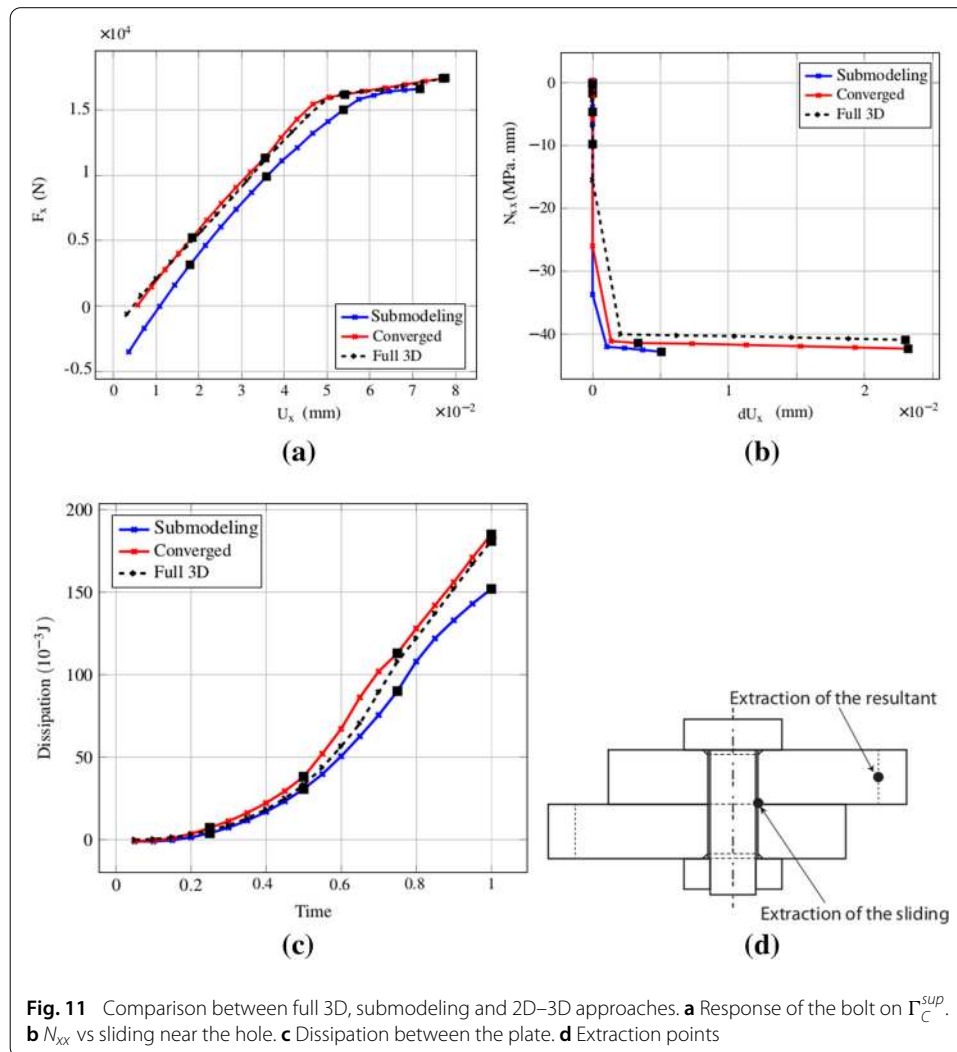 ×10⁴
1.5
1
0.5
0
−0.5
F_x (N)
0 1 2 3 4 5 6 7 8
U_x (mm) ×10⁻²
Submodeling
Converged
Full 3D
(a)
0
−10
−20
−30
−40
N_xx (MPa. mm)
0 1 2
dU_x (mm) ×10⁻²
Submodeling
Converged
Full 3D
(b)
200
150
100
50
0
Dissipation (10⁻³J)
0 0.2 0.4 0.6 0.8 1
Time
Submodeling
Converged
Full 3D
(c)
Extraction of the resultant
Extraction of the sliding
(d)
Fig. 11 Comparison between full 3D, submodeling and 2D–3D approaches. a Response of the bolt on Γ_C^sup.
b N_xx vs sliding near the hole. c Dissipation between the plate. d Extraction points